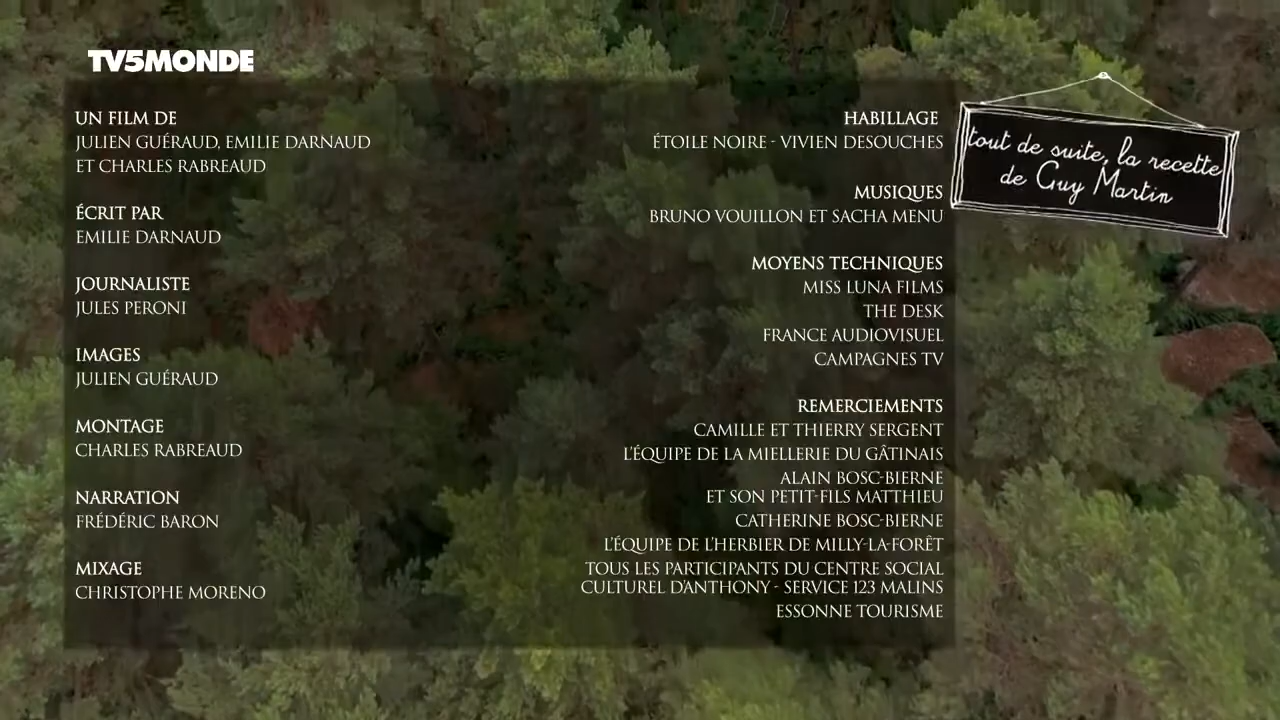 TV5MONDE
UN FILM DE
JULIEN GUÉRAUD, EMILIE DARNAUD
ET CHARLES RABREAUD
ÉCRIT PAR
EMILIE DARNAUD
JOURNALISTE
JULES PERONI
IMAGES
JULIEN GUÉRAUD
MONTAGE
CHARLES RABREAUD
NARRATION
FRÉDÉRIC BARON
MIXAGE
CHRISTOPHE MORENO
HABILLAGE
ÉTOILE NOIRE - VIVIEN DESOUCHES
MUSIQUES
BRUNO VOUILLON ET SACHA MENU
MOYENS TECHNIQUES
MISS LUNA FILMS
THE DESK
FRANCE AUDIOVISUEL
CAMPAGNES TV
REMERCIEMENTS
CAMILLE ET THIERRY SERGENT
L'ÉQUIPE DE LA MIELLERIE DU GÂTINAIS
ALAIN BOSC-BIERNE
ET SON PETIT-FILS MATTHIEU
CATHERINE BOSC-BIERNE
L'ÉQUIPE DE L'HERBIER DE MILLY-LA-FORÊT
TOUS LES PARTICIPANTS DU CENTRE SOCIAL
CULTUREL D'ANTHONY - SERVICE 123 MALINS
ESSONNE TOURISME
tout de suite, la recette
de Guy Martin